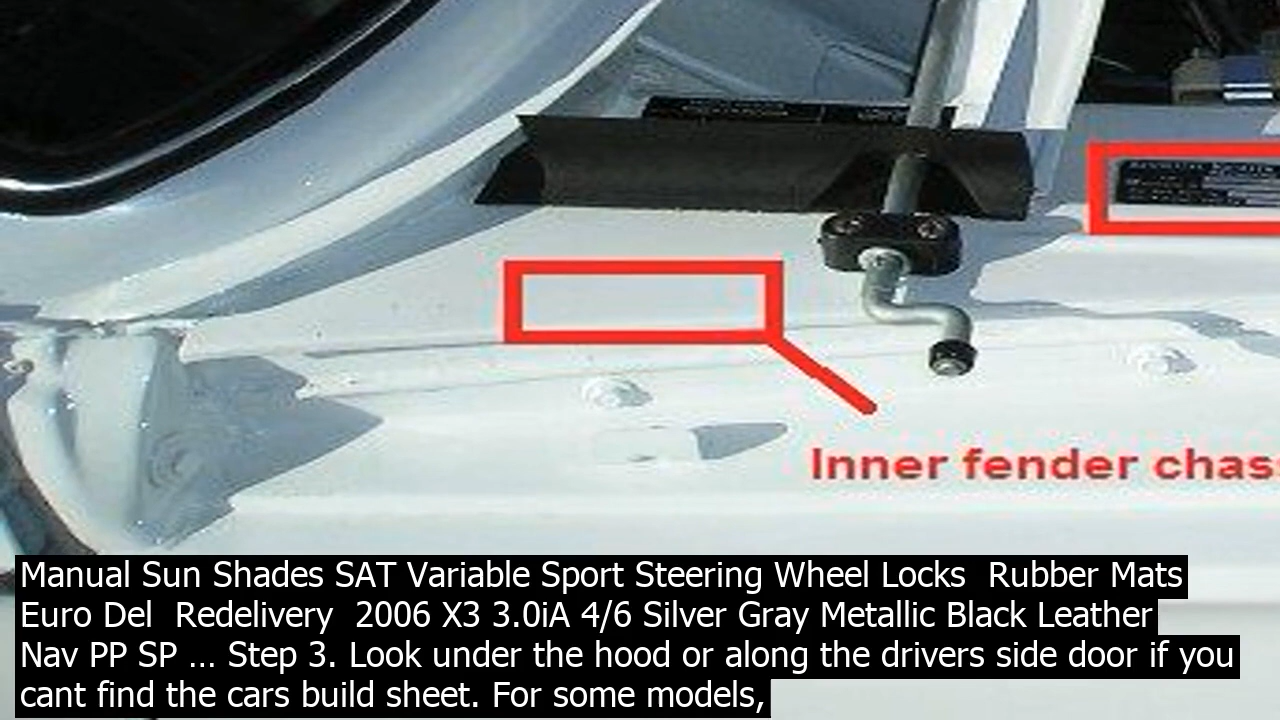 Inner fender chas
Manual Sun Shades SAT Variable Sport Steering Wheel Locks  Rubber Mats
Euro Del  Redelivery  2006 X3 3.0iA 4/6 Silver Gray Metallic Black Leather
Nav PP SP ... Step 3. Look under the hood or along the drivers side door if you
cant find the cars build sheet. For some models,